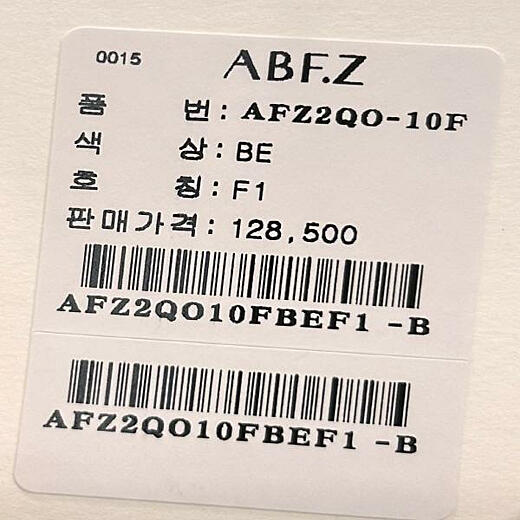 0015 ABF.Z
품 번 : AFZ2QO-10F
색 상 : BE
호 칭 : F1
판매가격 : 128,500
AFZ2QO10FBEF1 -B
AFZ2QO10FBEF1 -B